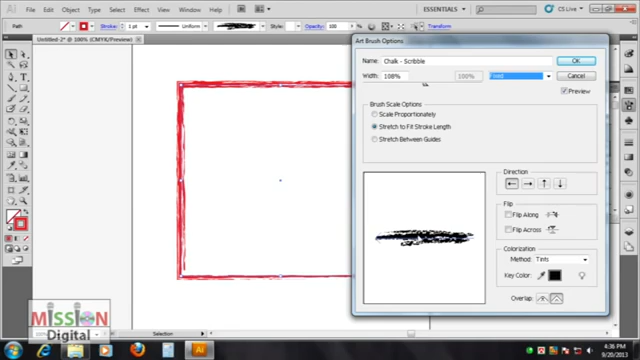 Ai
File Edit Object Type Select Effect View Window Help
ESSENTIALS
CS Live
Path
Stroke:
1 pt
Uniform
Style:
Opacity:
100
Transform
Untitled-2* @ 100% (CMYK/Preview)
Art Brush Options
Name: Chalk - Scribble
OK
Width: 108%
100%
Fixed
Cancel
Preview
Brush Scale Options
Scale Proportionately
Stretch to Fit Stroke Length
Stretch Between Guides
Direction
Flip
Flip Along
Flip Across
Colorization
Method: Tints
Key Color:
Overlap:
Selection
MISSION
Digital
Ai
4:36 PM
9/20/2013